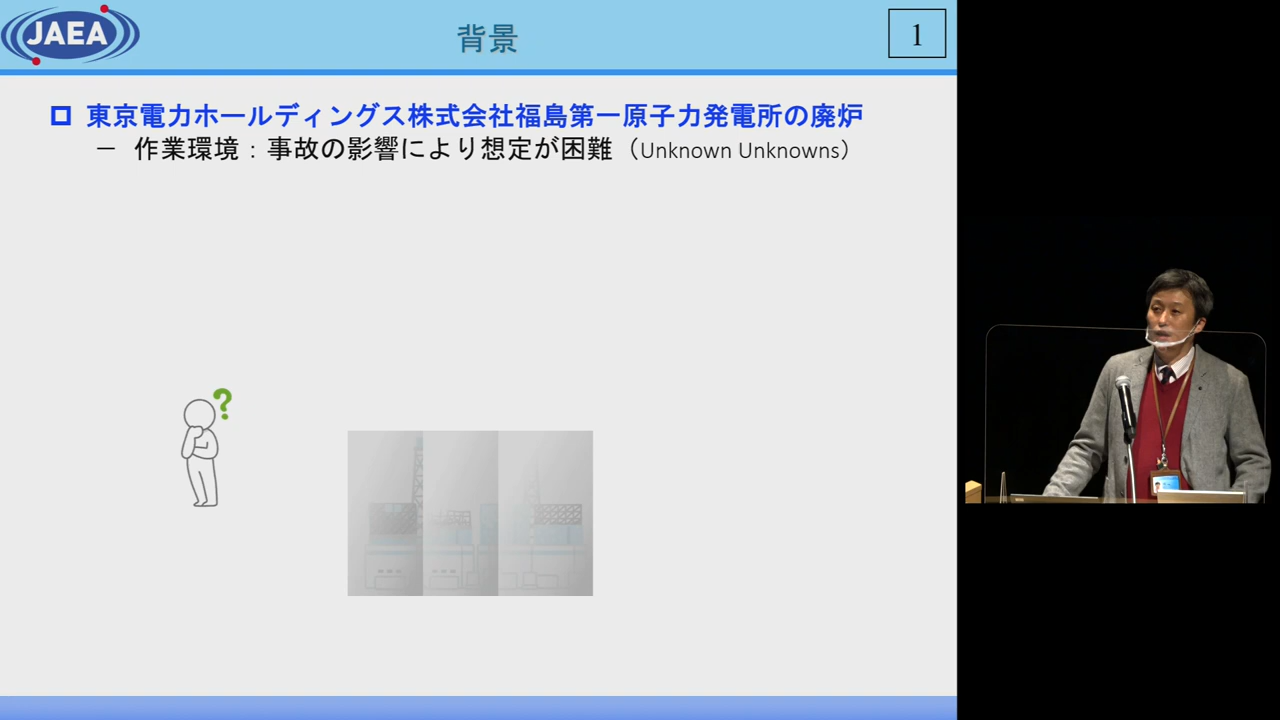 JAEA
背景
1
東京電力ホールディングス株式会社福島第一原子力発電所の廃炉
－ 作業環境：事故の影響により想定が困難（Unknown Unknowns）
?